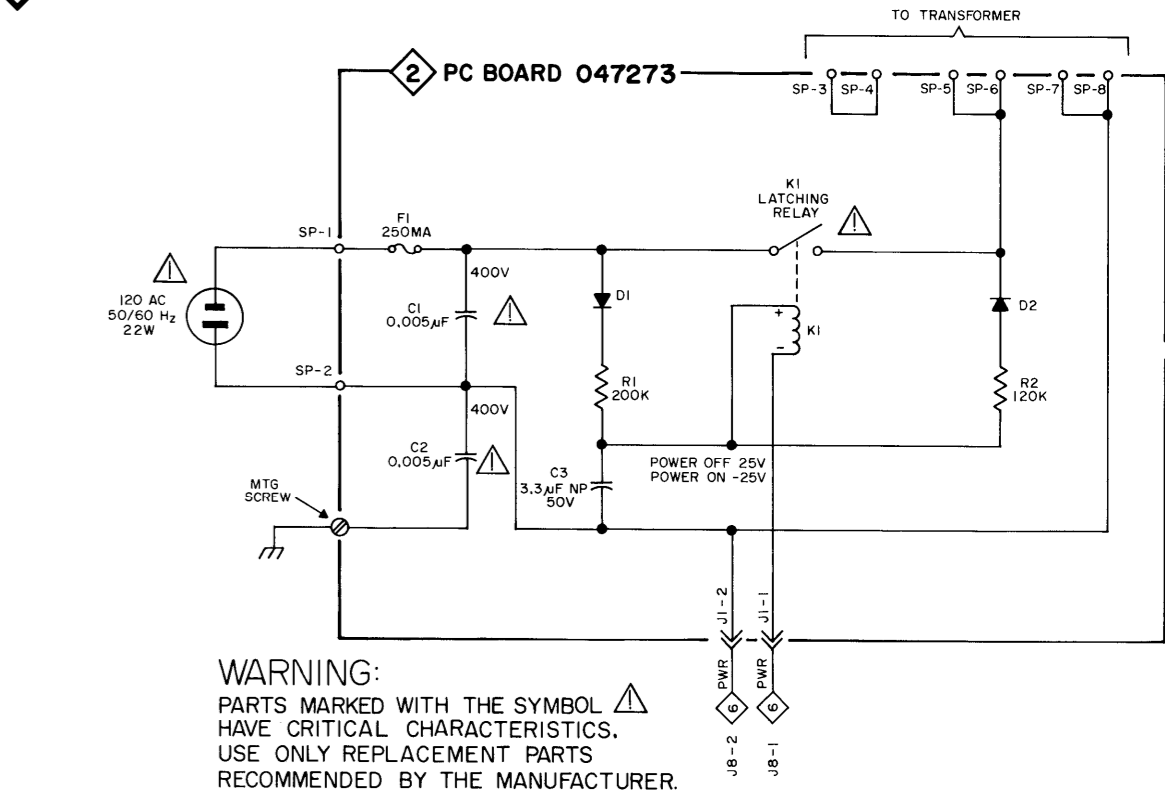 TO TRANSFORMER
2 PC BOARD 047273
SP-3 SP-4 SP-5 SP-6 SP-7 SP-8
K1
LATCHING
RELAY
SP-1
F1
250MA
400V
120 AC
50/60 Hz
22W
C1
0.005µF
D1
+
-
K1
D2
SP-2
400V
R1
200K
R2
120K
C2
0.005µF
C3
3.3µF NP
50V
POWER OFF 25V
POWER ON -25V
MTG
SCREW
J1-2
J1-1
PWR
PWR
6
6
J8-2
J8-1
WARNING:
PARTS MARKED WITH THE SYMBOL
HAVE CRITICAL CHARACTERISTICS.
USE ONLY REPLACEMENT PARTS
RECOMMENDED BY THE MANUFACTURER.